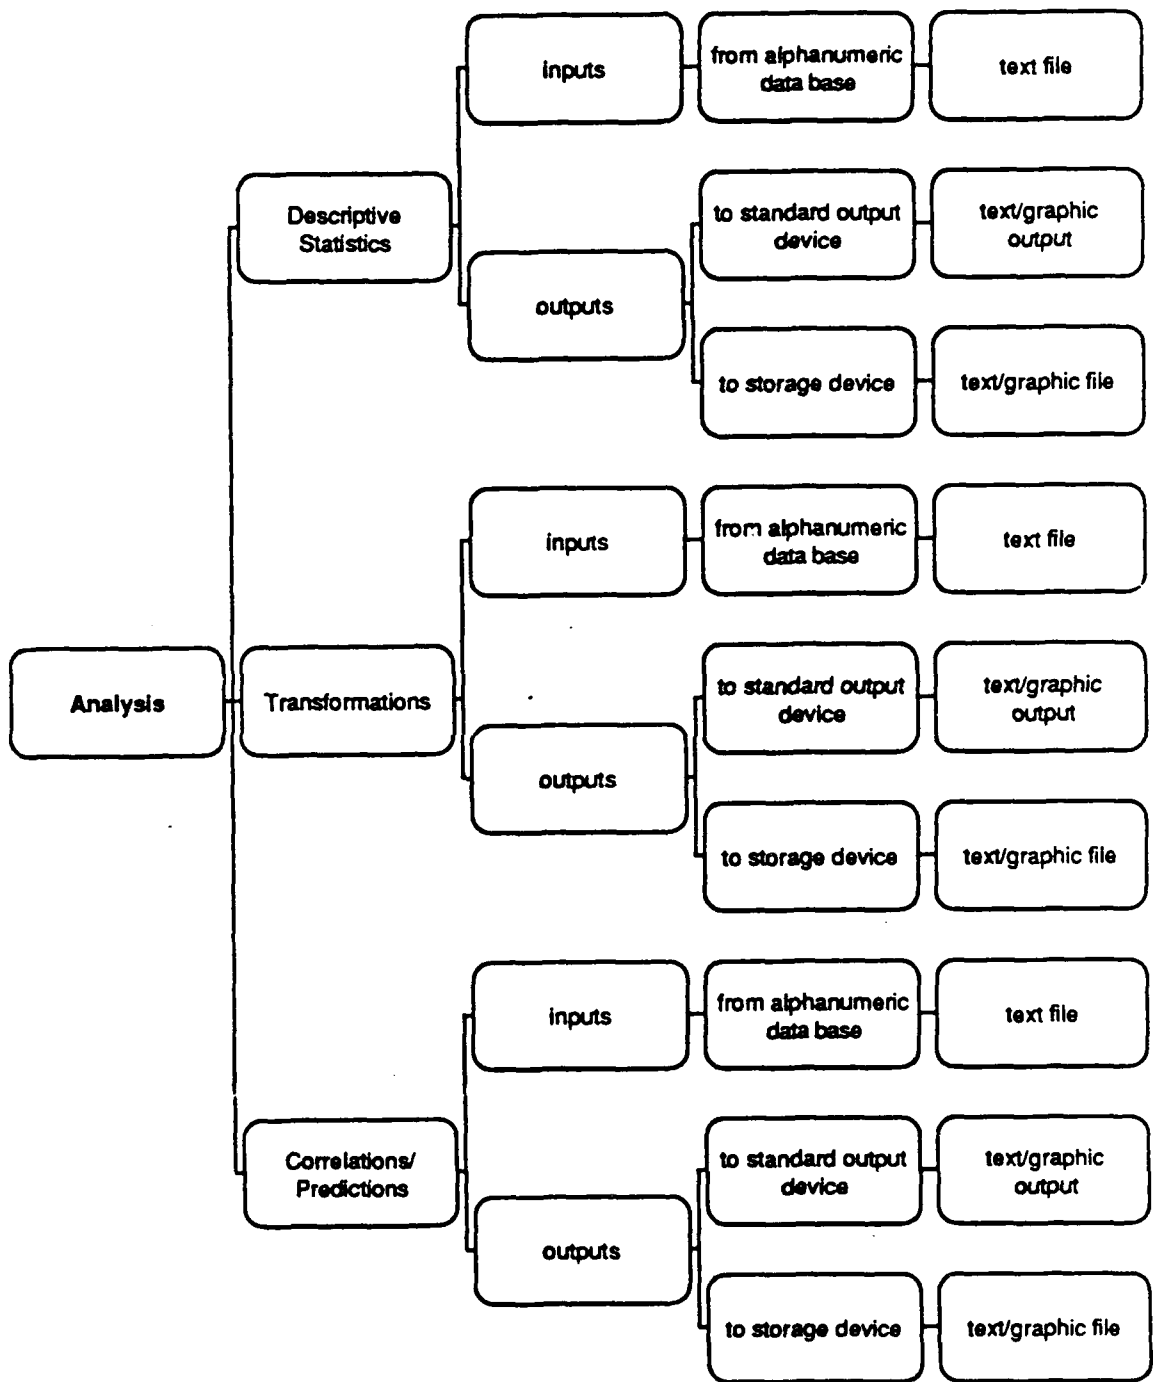 inputs
from alphanumeric
data base
text file
Descriptive
Statistics
outputs
to standard output
device
text/graphic
output
to storage device
text/graphic file
Analysis
Transformations
inputs
from alphanumeric
data base
text file
outputs
to standard output
device
text/graphic
output
to storage device
text/graphic file
Correlations/
Predictions
inputs
from alphanumeric
data base
text file
outputs
to standard output
device
text/graphic
output
to storage device
text/graphic file